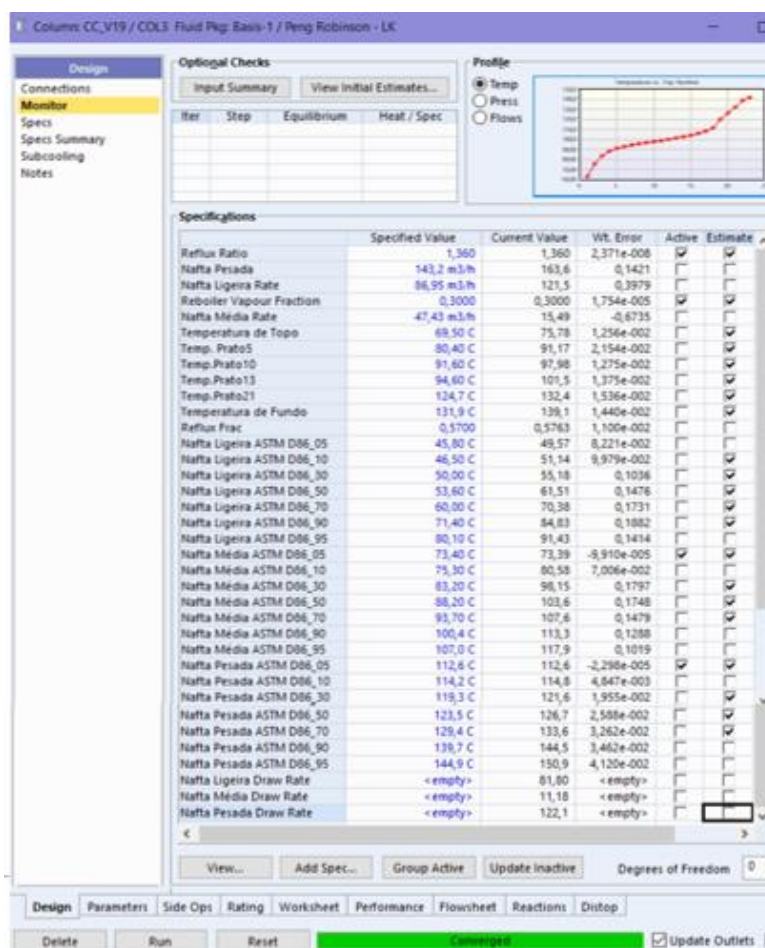 Column: CC_V19 / COL3 Fluid Pkg: Basis-1 / Peng Robinson - LK
Design
Connections
Monitor
Specs
Specs Summary
Subcooling
Notes
Optional Checks
Input Summary View Initial Estimates...
Iter Step Equilibrium Heat / Spec
Profile
Temp
Press
Flows
Specifications
Specified Value Current Value Wt. Error Active Estimate
Reflux Ratio 1,360 1,360 2,371e-008
Nafta Pesada 143,2 m3/h 163,6 0,1421
Nafta Ligeira Rate 86,95 m3/h 121,5 0,3979
Reboiler Vapour Fraction 0,3000 0,3000 1,754e-005
Nafta Média Rate 47,43 m3/h 15,49 -0,6735
Temperatura de Topo 69,50 C 75,78 1,256e-002
Temp. Prato5 80,40 C 91,17 2,154e-002
Temp.Prato10 91,60 C 97,98 1,275e-002
Temp.Prato13 94,60 C 101,5 1,375e-002
Temp.Prato21 124,7 C 132,4 1,536e-002
Temperatura de Fundo 131,9 C 139,1 1,440e-002
Reflux Frac 0,5700 0,5763 1,100e-002
Nafta Ligeira ASTM D86_05 45,80 C 49,57 8,221e-002
Nafta Ligeira ASTM D86_10 46,50 C 51,14 9,979e-002
Nafta Ligeira ASTM D86_30 50,00 C 55,18 0,1036
Nafta Ligeira ASTM D86_50 53,60 C 61,51 0,1476
Nafta Ligeira ASTM D86_70 60,00 C 70,38 0,1731
Nafta Ligeira ASTM D86_90 71,40 C 84,83 0,1882
Nafta Ligeira ASTM D86_95 80,10 C 91,43 0,1414
Nafta Média ASTM D86_05 73,40 C 73,39 -9,910e-005
Nafta Média ASTM D86_10 75,30 C 80,58 7,006e-002
Nafta Média ASTM D86_30 83,20 C 98,15 0,1797
Nafta Média ASTM D86_50 88,20 C 103,6 0,1748
Nafta Média ASTM D86_70 93,70 C 107,6 0,1479
Nafta Média ASTM D86_90 100,4 C 113,3 0,1288
Nafta Média ASTM D86_95 107,0 C 117,9 0,1019
Nafta Pesada ASTM D86_05 112,6 C 112,6 -2,298e-005
Nafta Pesada ASTM D86_10 114,2 C 114,8 4,847e-003
Nafta Pesada ASTM D86_30 119,3 C 121,6 1,955e-002
Nafta Pesada ASTM D86_50 123,5 C 126,7 2,588e-002
Nafta Pesada ASTM D86_70 129,4 C 133,6 3,262e-002
Nafta Pesada ASTM D86_90 139,7 C 144,5 3,462e-002
Nafta Pesada ASTM D86_95 144,9 C 150,9 4,120e-002
Nafta Ligeira Draw Rate <empty> 81,80 <empty>
Nafta Média Draw Rate <empty> 11,18 <empty>
Nafta Pesada Draw Rate <empty> 122,1 <empty>
View... Add Spec... Group Active Update Inactive Degrees of Freedom 0
Design Parameters Side Ops Rating Worksheet Performance Flowsheet Reactions Distop
Delete Run Reset Converged Update Outlets